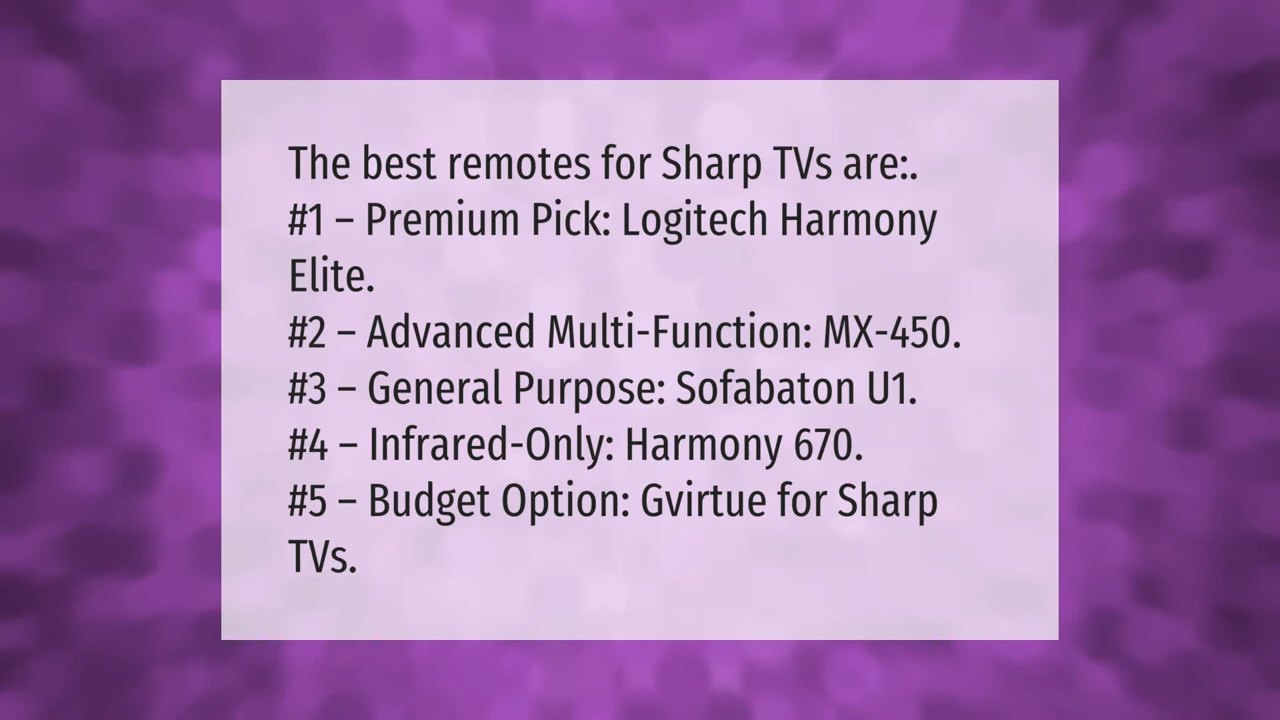 The best remotes for Sharp TVs are:.
#1 – Premium Pick: Logitech Harmony
Elite.
#2 – Advanced Multi-Function: MX-450.
#3 – General Purpose: Sofabaton U1.
#4 – Infrared-Only: Harmony 670.
#5 – Budget Option: Gvirtue for Sharp
TVs.